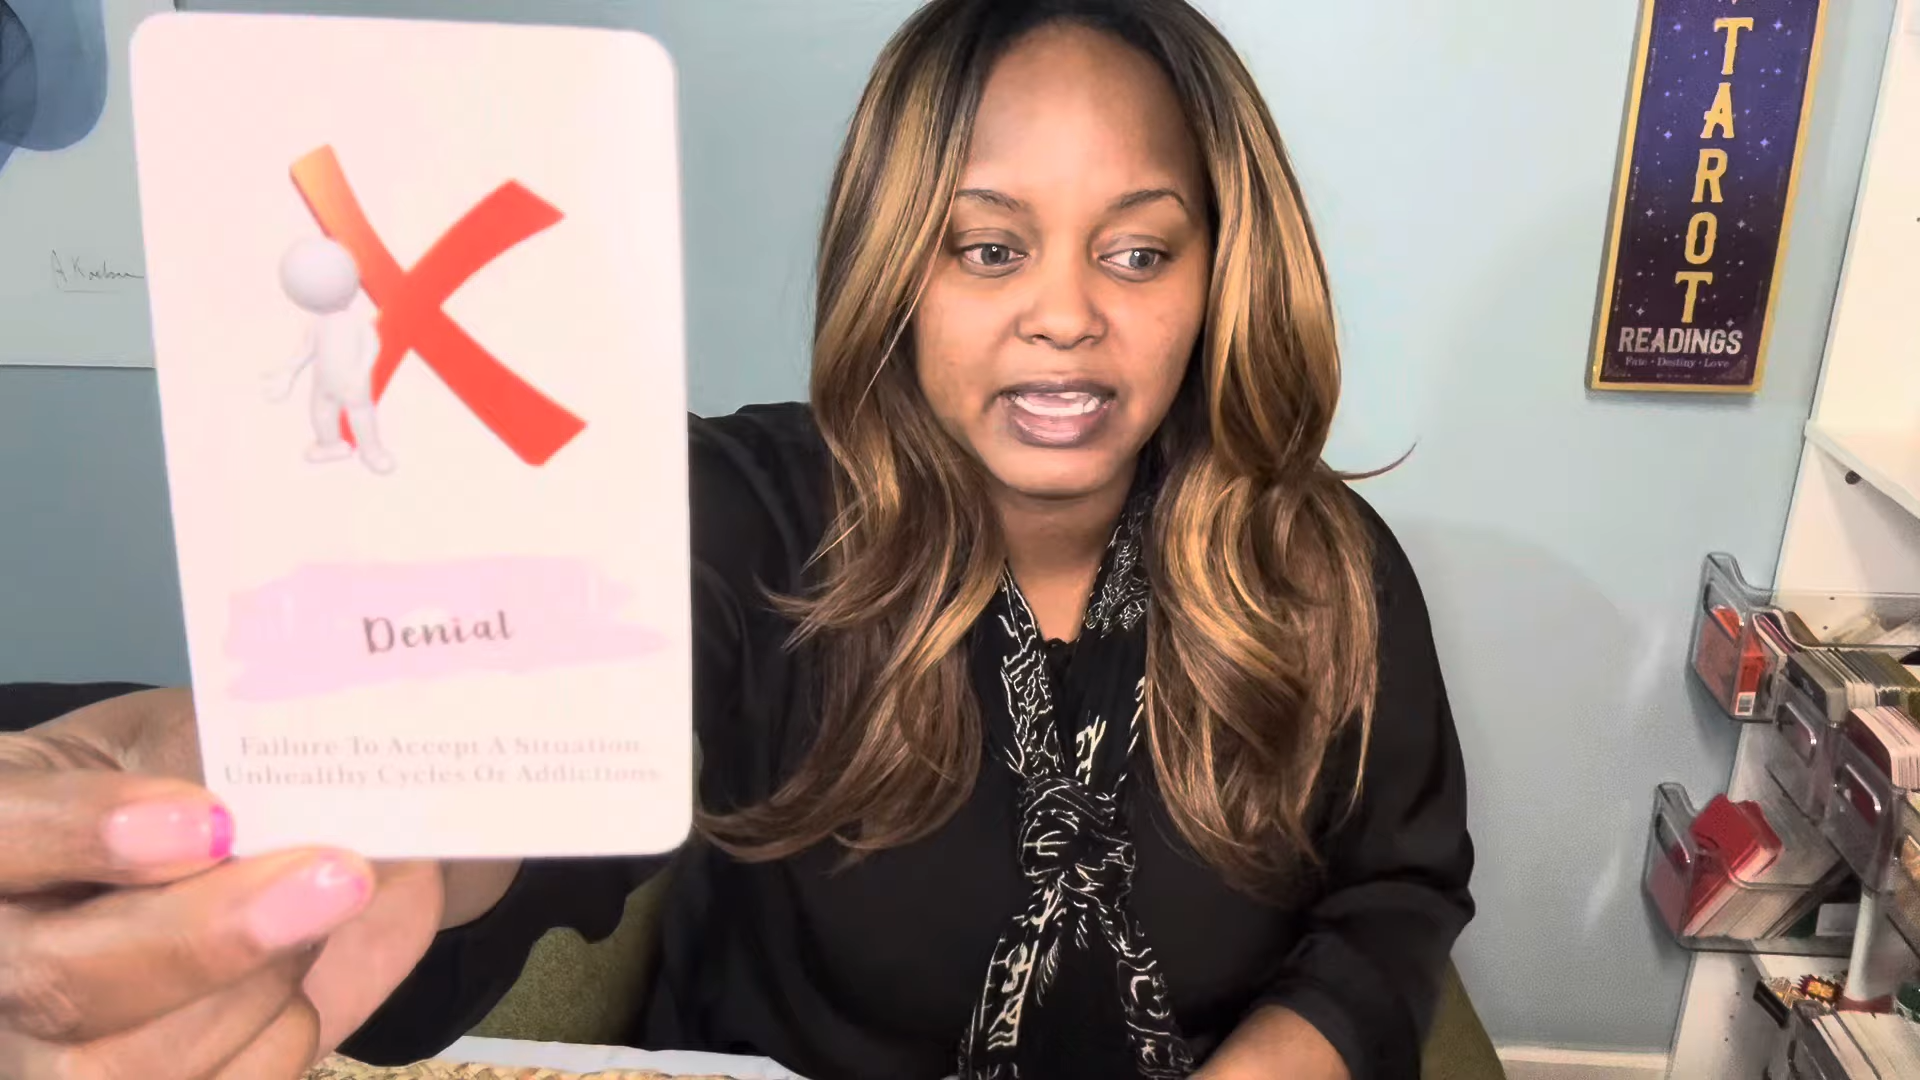 Denial
Failure To Accept A Situation.
Unhealthy Cycles Or Addictions
TAROT
READINGS
Fate • Destiny • Love